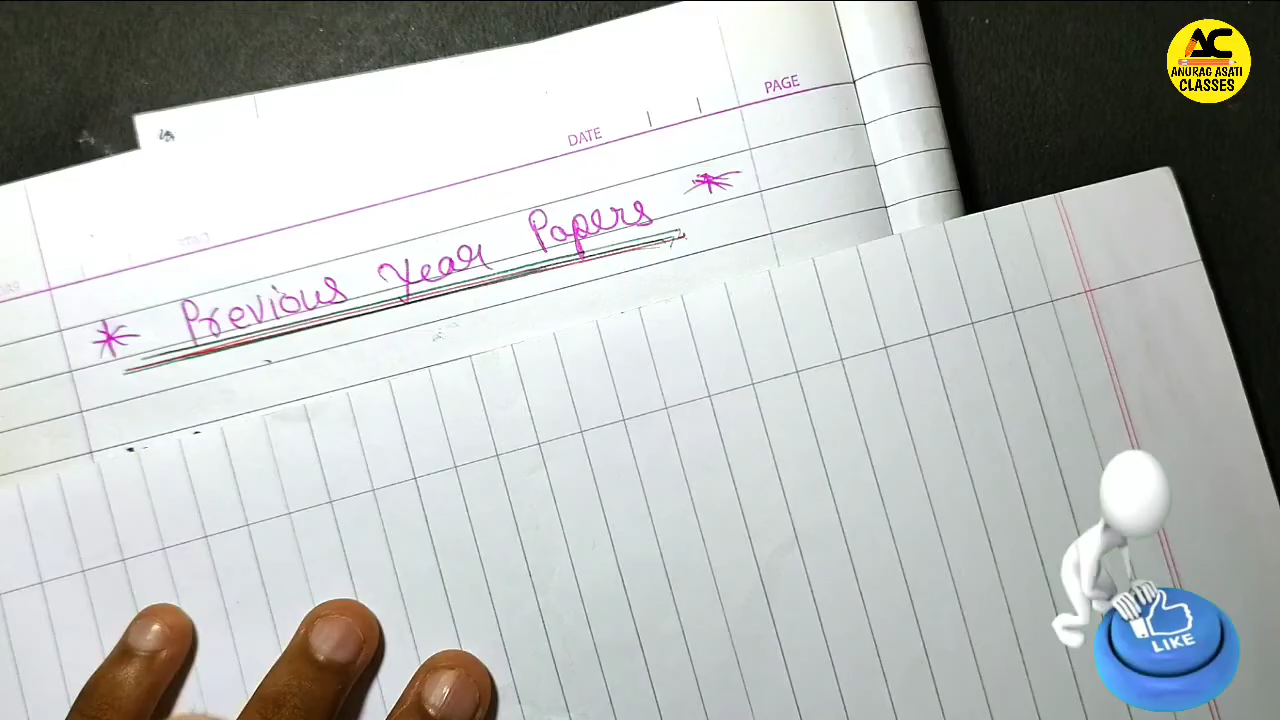 AC
ANURAG ASATI
CLASSES
PAGE
DATE
* Previous Year Papers *
LIKE